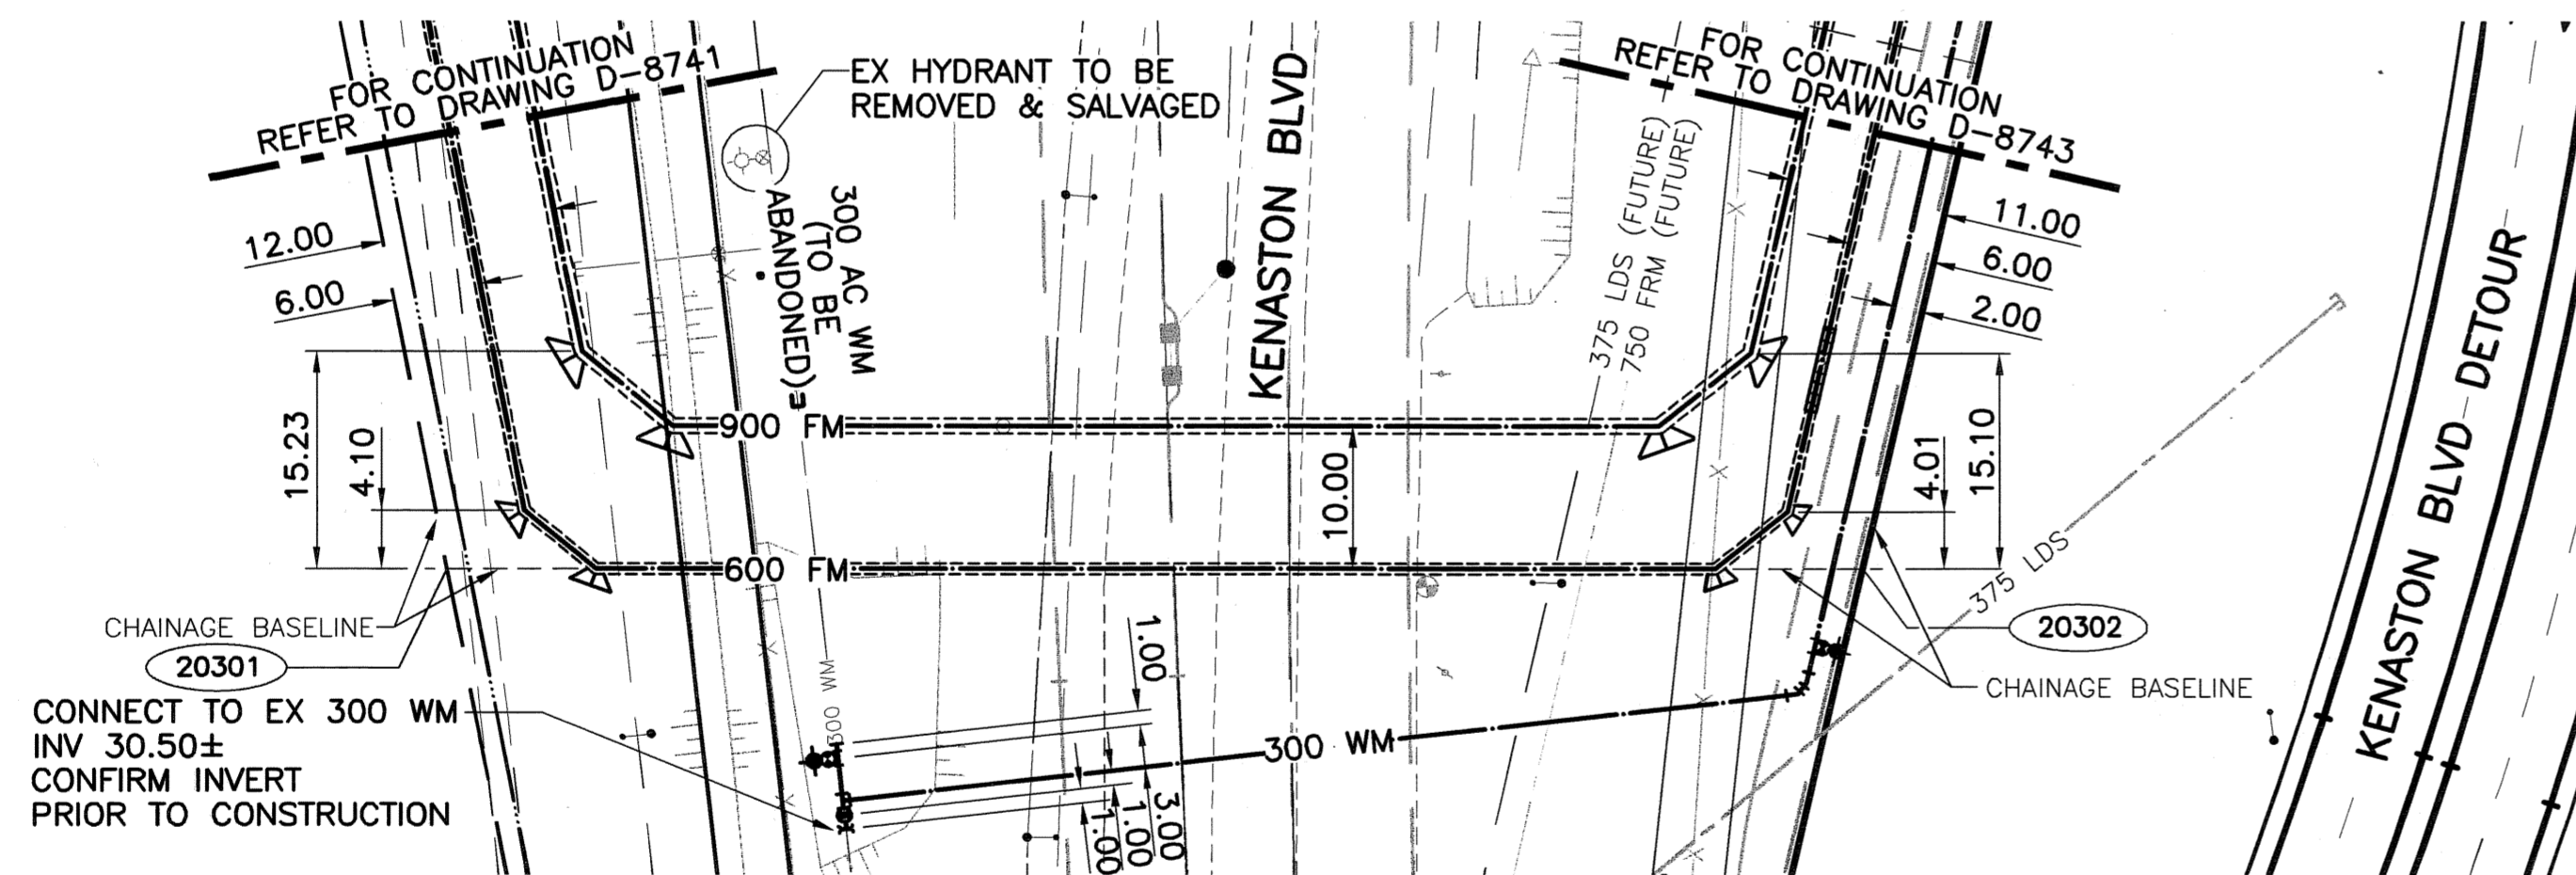 FOR CONTINUATION
REFER TO DRAWING D-8741
EX HYDRANT TO BE
REMOVED & SALVAGED
KENASTON BLVD
FOR CONTINUATION
REFER TO DRAWING D-8743
300 AC WM
(TO BE
ABANDONED)
375 LDS (FUTURE)
750 FRM (FUTURE)
12.00
6.00
11.00
6.00
2.00
15.23
4.10
900 FM
10.00
4.01
15.10
600 FM
KENASTON BLVD DETOUR
375 LDS
CHAINAGE BASELINE
20301
20302
CHAINAGE BASELINE
CONNECT TO EX 300 WM
INV 30.50±
CONFIRM INVERT
PRIOR TO CONSTRUCTION
300 WM
1.00
300 WM
3.00
1.00
1.00